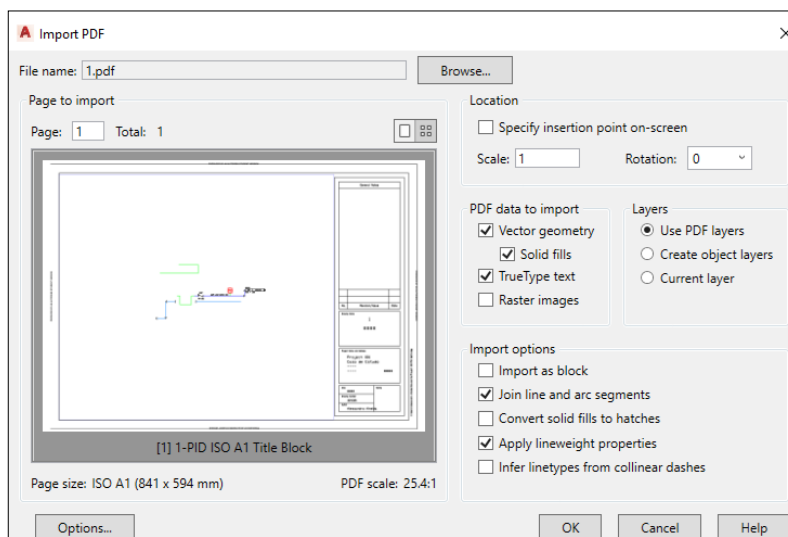 Import PDF
File name: 1.pdf Browse...
Page to import
Page: 1 Total: 1
[1] 1-PID ISO A1 Title Block
Page size: ISO A1 (841 x 594 mm) PDF scale: 25.4:1
Location
Specify insertion point on-screen
Scale: 1 Rotation: 0
PDF data to import
Vector geometry
Solid fills
TrueType text
Raster images
Layers
Use PDF layers
Create object layers
Current layer
Import options
Import as block
Join line and arc segments
Convert solid fills to hatches
Apply lineweight properties
Infer linetypes from collinear dashes
Options... OK Cancel Help